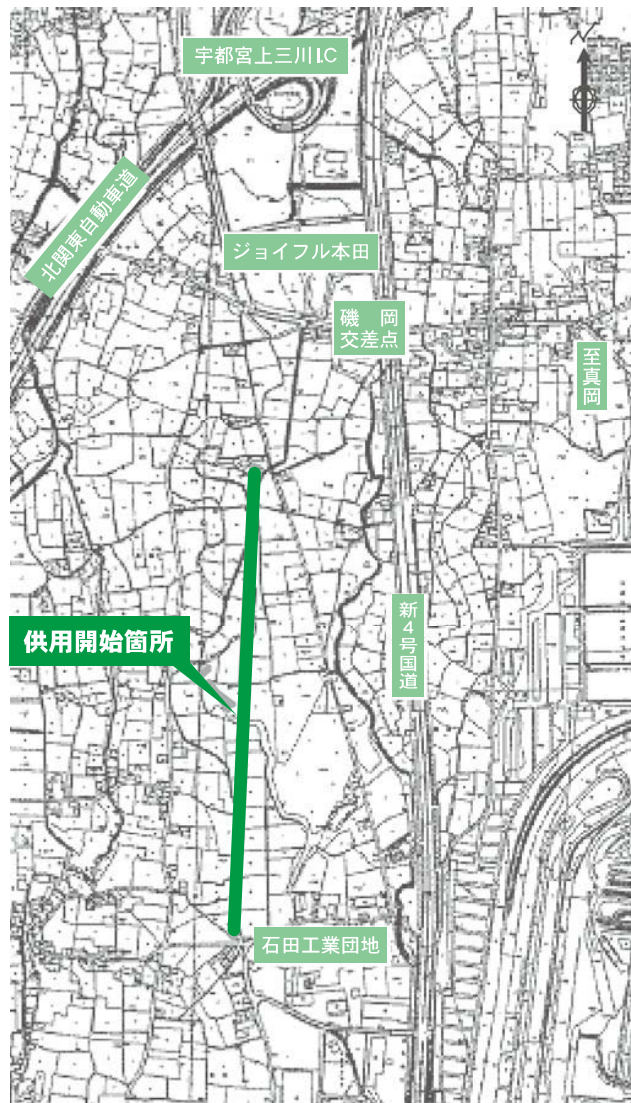 宇都宮上三川I.C
N
北関東自動車道
ジョイフル本田
磯岡
交差点
至真岡
供用開始箇所
新4号国道
石田工業団地